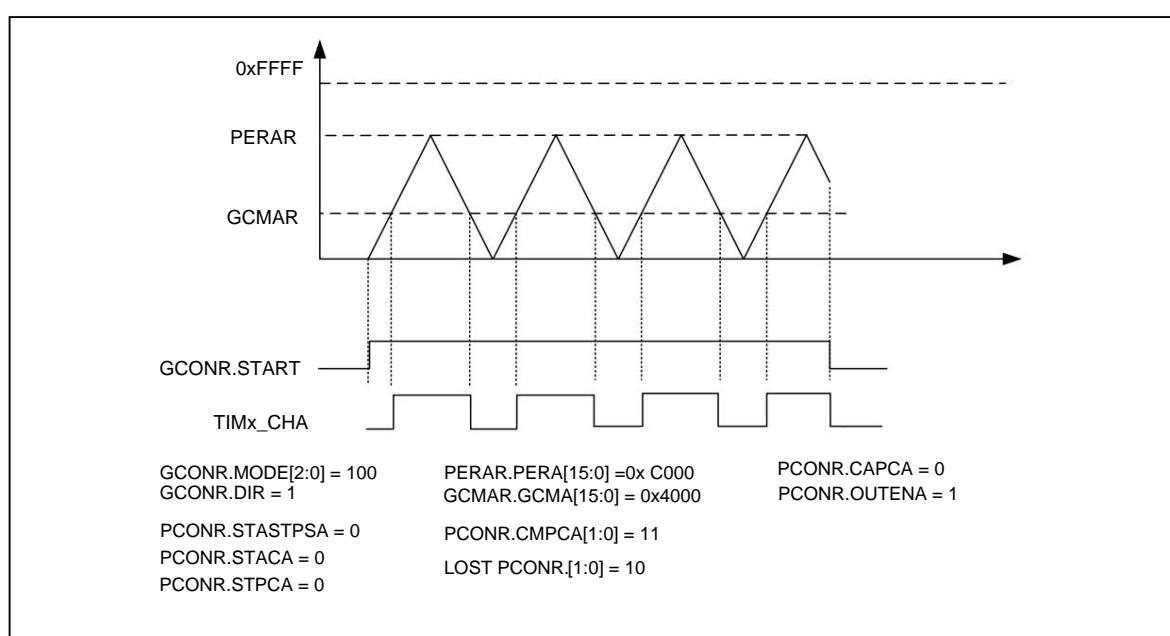 0xFFFF
PERAR
GCMAR
GCONR.START
TIMx_CHA
GCONR.MODE[2:0] = 100
GCONR.DIR = 1
PCONR.STASTPSA = 0
PCONR.STACA = 0
PCONR.STPCA = 0
PERAR.PERA[15:0] =0x C000
GCMAR.GCMA[15:0] = 0x4000
PCONR.CMPCA[1:0] = 11
LOST PCONR.[1:0] = 10
PCONR.CAPCA = 0
PCONR.OUTENA = 1